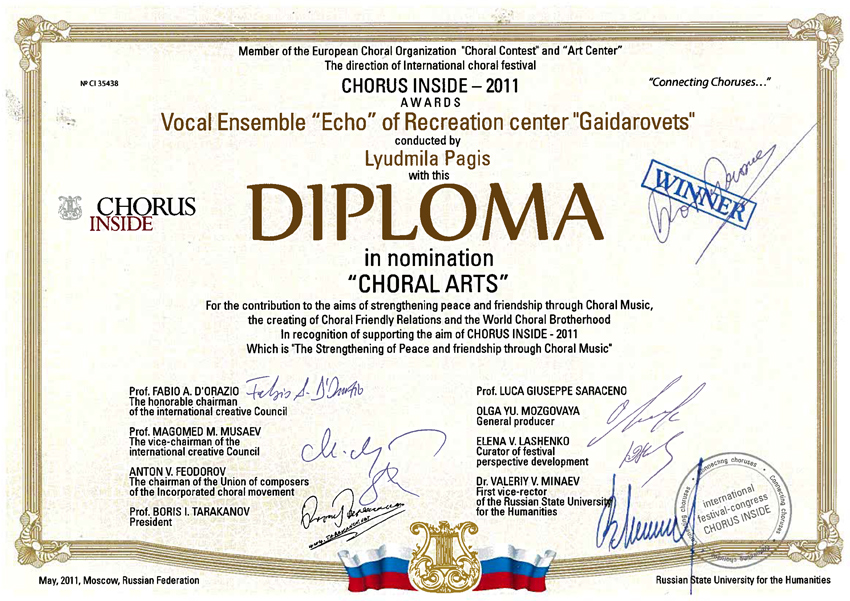 Member of the European Choral Organization "Choral Contest" and "Art Center"
The direction of International choral festival
№ CI 35438
CHORUS INSIDE – 2011
"Connecting Choruses..."
AWARDS
Vocal Ensemble "Echo" of Recreation center "Gaidarovets"
conducted by
Lyudmila Pagis
with this
WINNER
DIPLOMA
CHORUS
INSIDE
in nomination
"CHORAL ARTS"
For the contribution to the aims of strengthening peace and friendship through Choral Music,
the creating of Choral Friendly Relations and the World Choral Brotherhood
In recognition of supporting the aim of CHORUS INSIDE - 2011
Which is "The Strengthening of Peace and friendship through Choral Music"
Prof. FABIO A. D'ORAZIO
Fabio A. D'Orazio
The honorable chairman
of the international creative Council
Prof. MAGOMED M. MUSAEV
The vice-chairman of the
international creative Council
ANTON V. FEODOROV
The chairman of the Union of composers
of the Incorporated choral movement
Prof. BORIS I. TARAKANOV
President
Prof. LUCA GIUSEPPE SARACENO
OLGA YU. MOZGOVAYA
General producer
ELENA V. LASHENKO
Curator of festival
perspective development
Dr. VALERIY V. MINAEV
First vice-rector
of the Russian State University
for the Humanities
Connecting choruses
international
festival-congress
CHORUS INSIDE
May, 2011, Moscow, Russian Federation
Russian State University for the Humanities